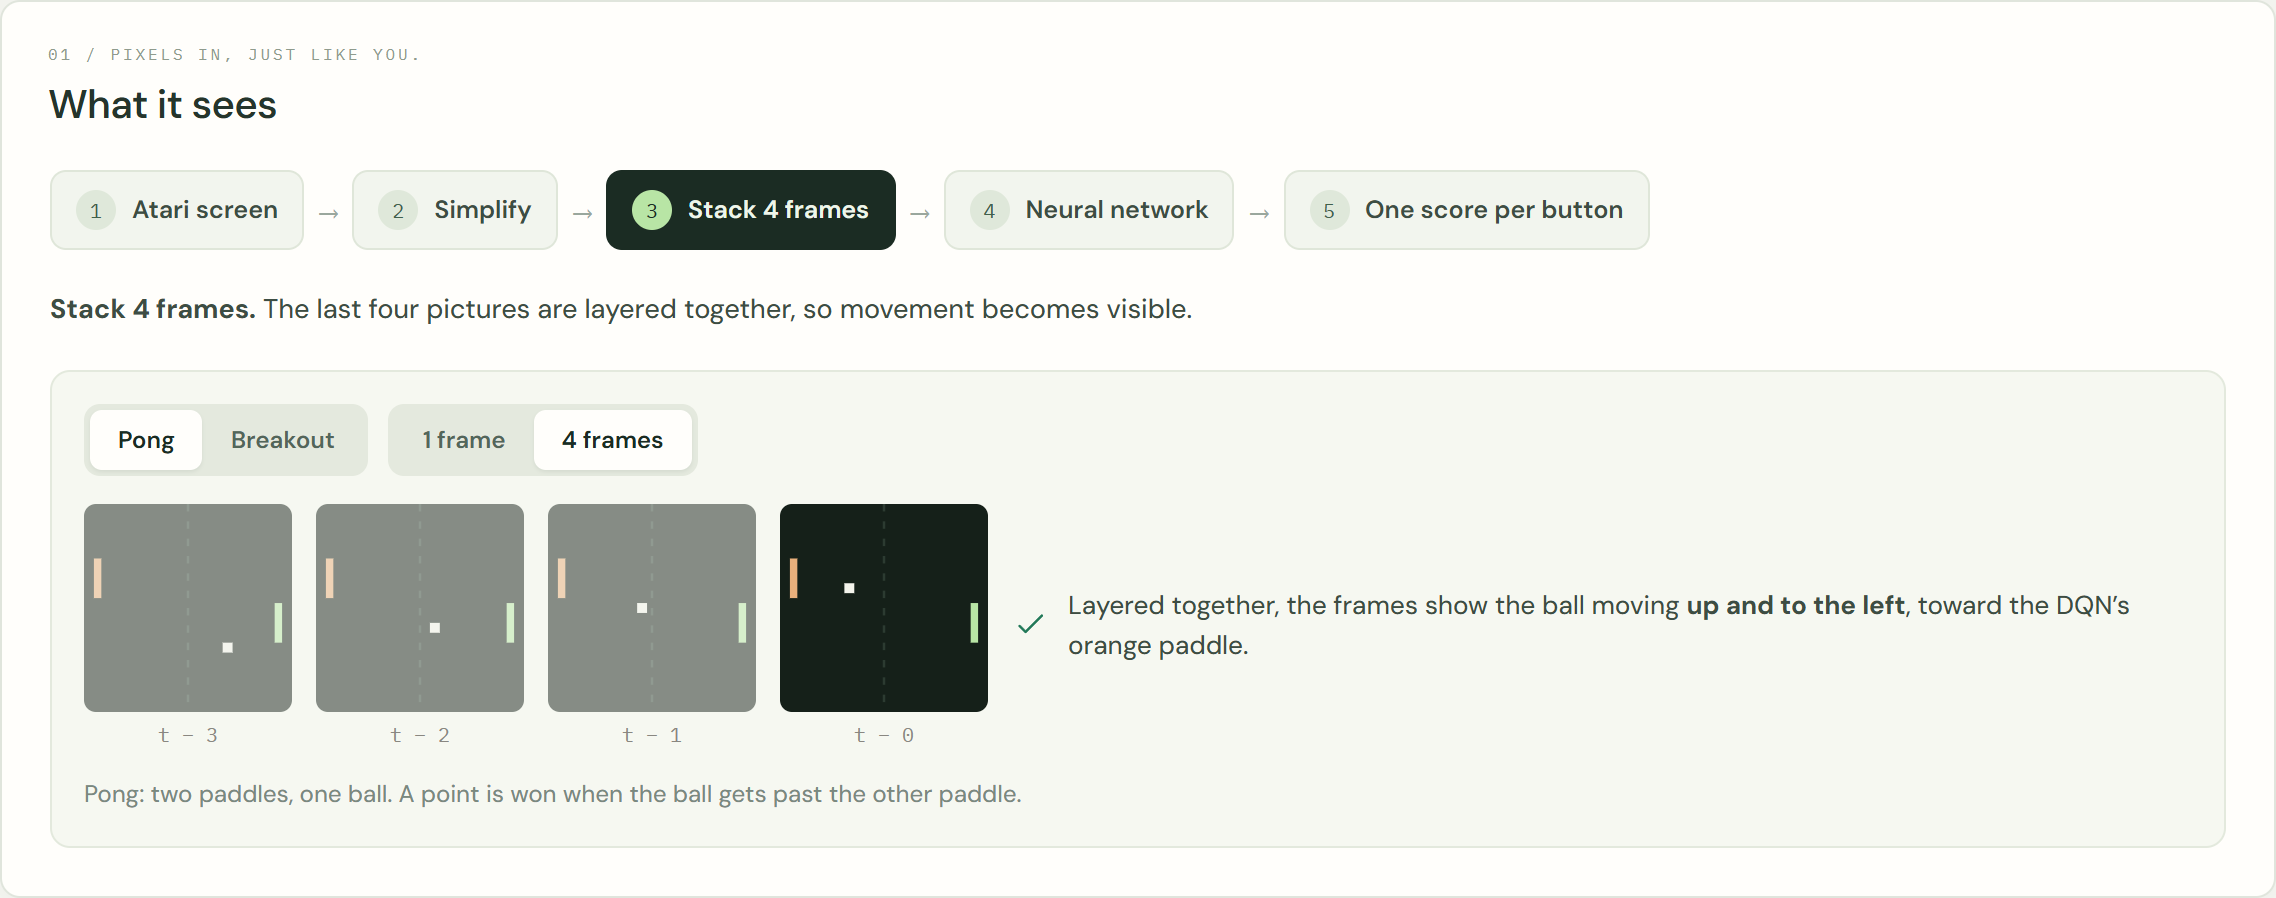 01 / PIXELS IN, JUST LIKE YOU.
What it sees
1 Atari screen → 2 Simplify → 3 Stack 4 frames → 4 Neural network → 5 One score per button
Stack 4 frames. The last four pictures are layered together, so movement becomes visible.
Pong Breakout 1 frame 4 frames
Layered together, the frames show the ball moving up and to the left, toward the DQN’s
orange paddle.
t − 3 t − 2 t − 1 t − 0
Pong: two paddles, one ball. A point is won when the ball gets past the other paddle.